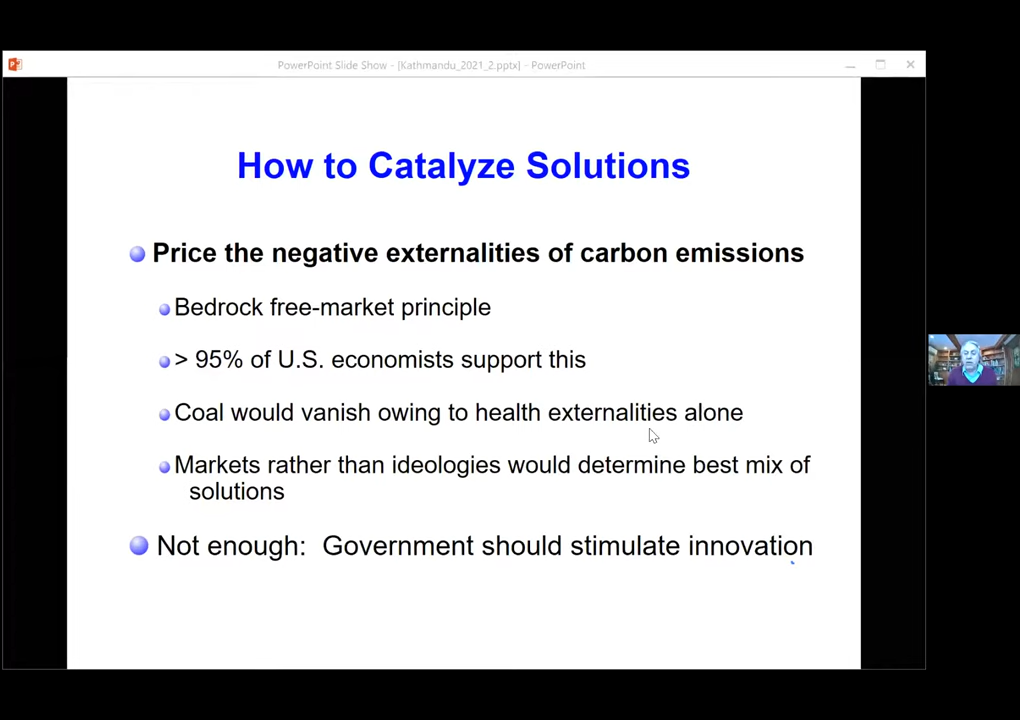 PowerPoint Slide Show - [Kathmandu_2021_2.pptx] - PowerPoint
How to Catalyze Solutions
Price the negative externalities of carbon emissions
Bedrock free-market principle
> 95% of U.S. economists support this
Coal would vanish owing to health externalities alone
Markets rather than ideologies would determine best mix of
solutions
Not enough: Government should stimulate innovation